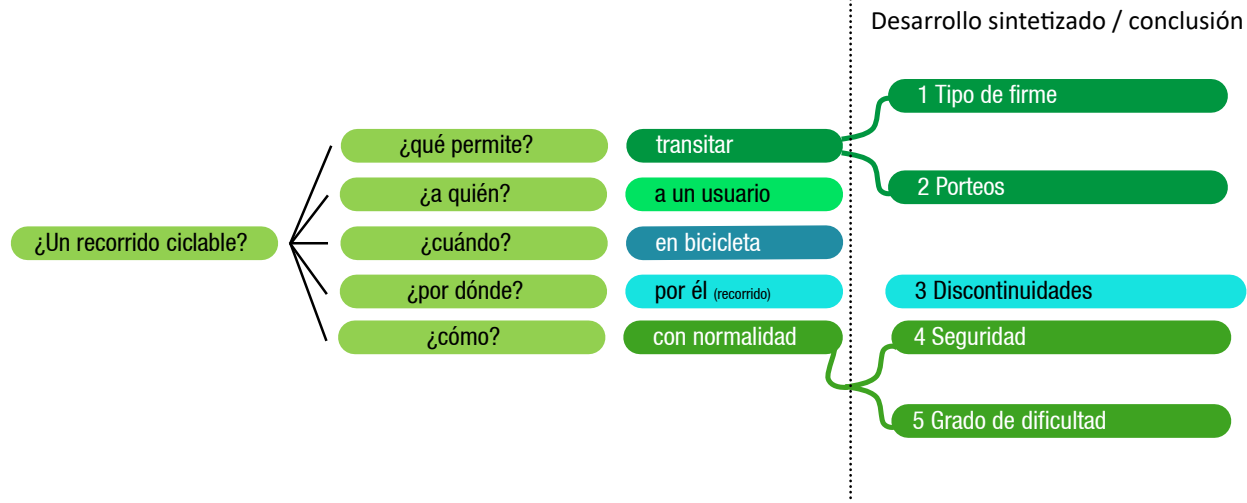 Desarrollo sintetizado / conclusión
1 Tipo de firme
¿qué permite? transitar
2 Porteos
¿a quién? a un usuario
¿Un recorrido ciclable? ¿cuándo? en bicicleta
¿por dónde? por él (recorrido) 3 Discontinuidades
¿cómo? con normalidad 4 Seguridad
5 Grado de dificultad